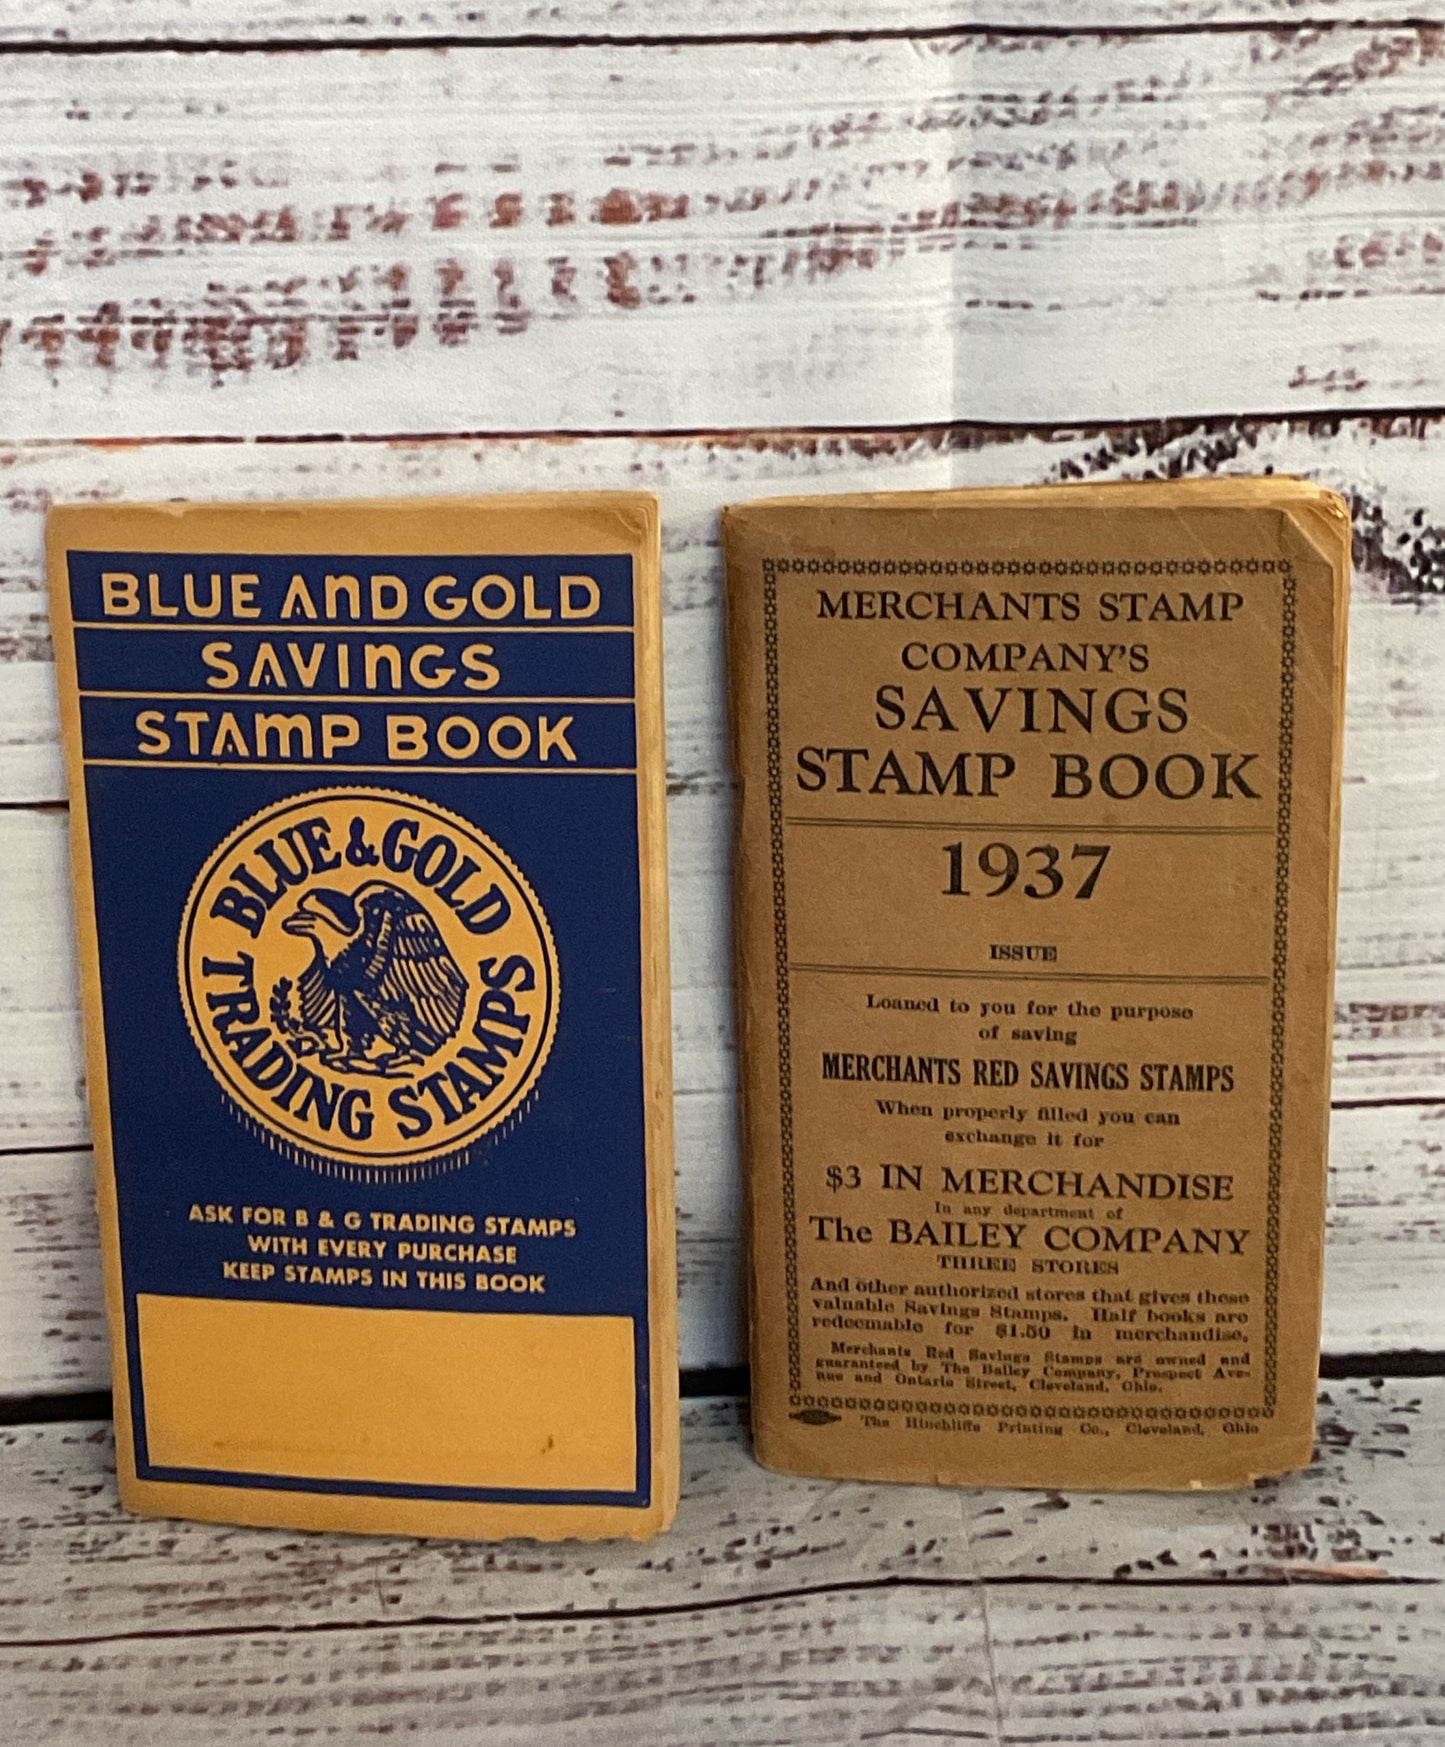 BLUE AND GOLD
SAVINGS
STAMP BOOK
BLUE & GOLD
TRADING STAMPS
ASK FOR B & G TRADING STAMPS
WITH EVERY PURCHASE
KEEP STAMPS IN THIS BOOK
MERCHANTS STAMP
COMPANY'S
SAVINGS
STAMP BOOK
1937
ISSUE
Loaned to you for the purpose
of saving
MERCHANTS RED SAVINGS STAMPS
When properly filled you can
exchange it for
$3 IN MERCHANDISE
In any department of
The BAILEY COMPANY
THREE STORES
And other authorized stores that gives these
valuable Savings Stamps. Half books are
redeemable for $1.50 in merchandise.
Merchants Red Savings Stamps are owned and
guaranteed by The Bailey Company, Prospect Ave-
nue and Ontario Street, Cleveland, Ohio.
The Hinchliffe Printing Co., Cleveland, Ohio